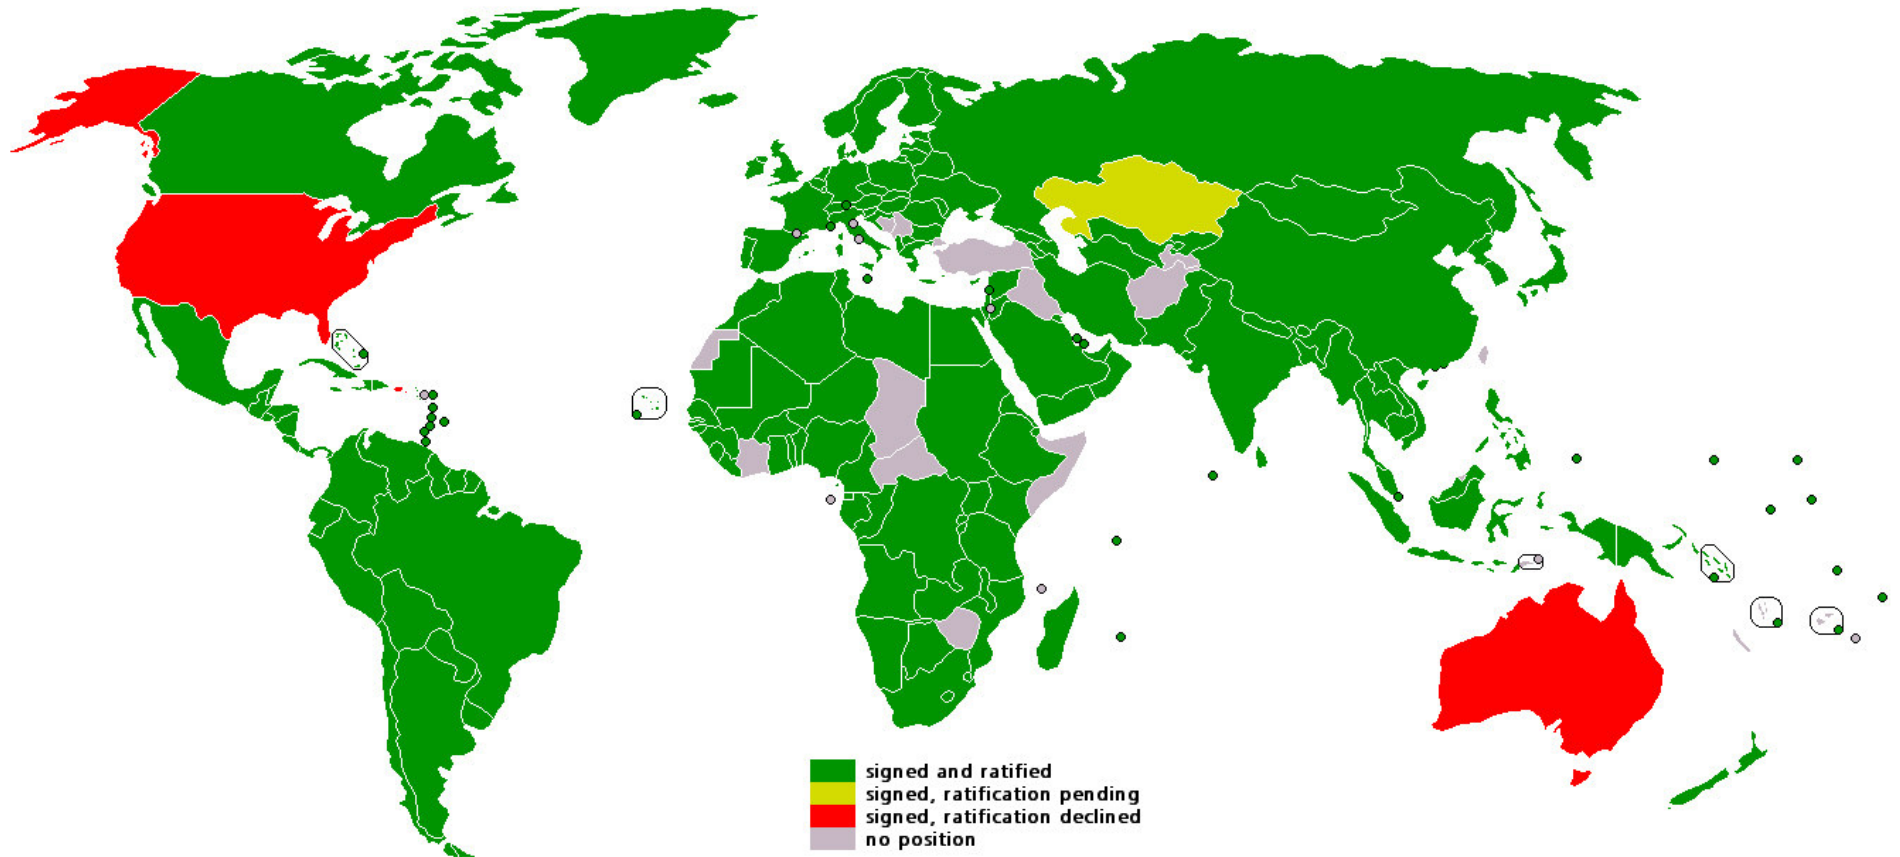 signed and ratified
signed, ratification pending
signed, ratification declined
no position